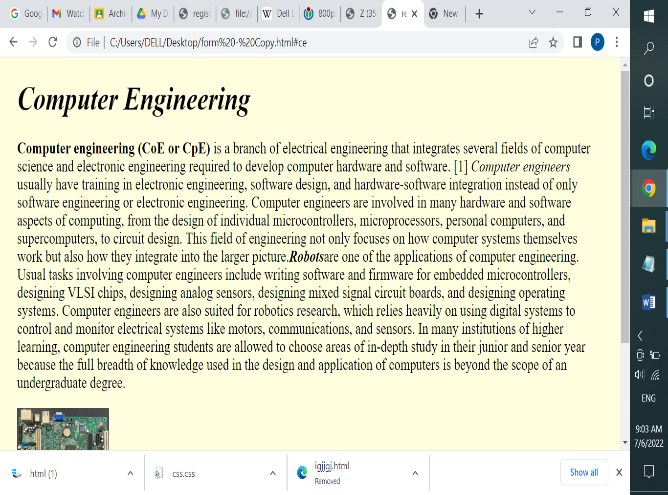 Goog
Watc
Archi
My D
regis
file://
Dell I
800p
Z (35
rc
New
File C:/Users/DELL/Desktop/form%20-%20Copy.html#ce
P
Computer Engineering
Computer engineering (CoE or CpE) is a branch of electrical engineering that integrates several fields of computer
science and electronic engineering required to develop computer hardware and software. [1] Computer engineers
usually have training in electronic engineering, software design, and hardware-software integration instead of only
software engineering or electronic engineering. Computer engineers are involved in many hardware and software
aspects of computing, from the design of individual microcontrollers, microprocessors, personal computers, and
supercomputers, to circuit design. This field of engineering not only focuses on how computer systems themselves
work but also how they integrate into the larger picture.Robotsare one of the applications of computer engineering.
Usual tasks involving computer engineers include writing software and firmware for embedded microcontrollers,
designing VLSI chips, designing analog sensors, designing mixed signal circuit boards, and designing operating
systems. Computer engineers are also suited for robotics research, which relies heavily on using digital systems to
control and monitor electrical systems like motors, communications, and sensors. In many institutions of higher
learning, computer engineering students are allowed to choose areas of in-depth study in their junior and senior year
because the full breadth of knowledge used in the design and application of computers is beyond the scope of an
undergraduate degree.
html (1)
css.css
igjjgj.html
Removed
Show all
ENG
9:03 AM
7/6/2022